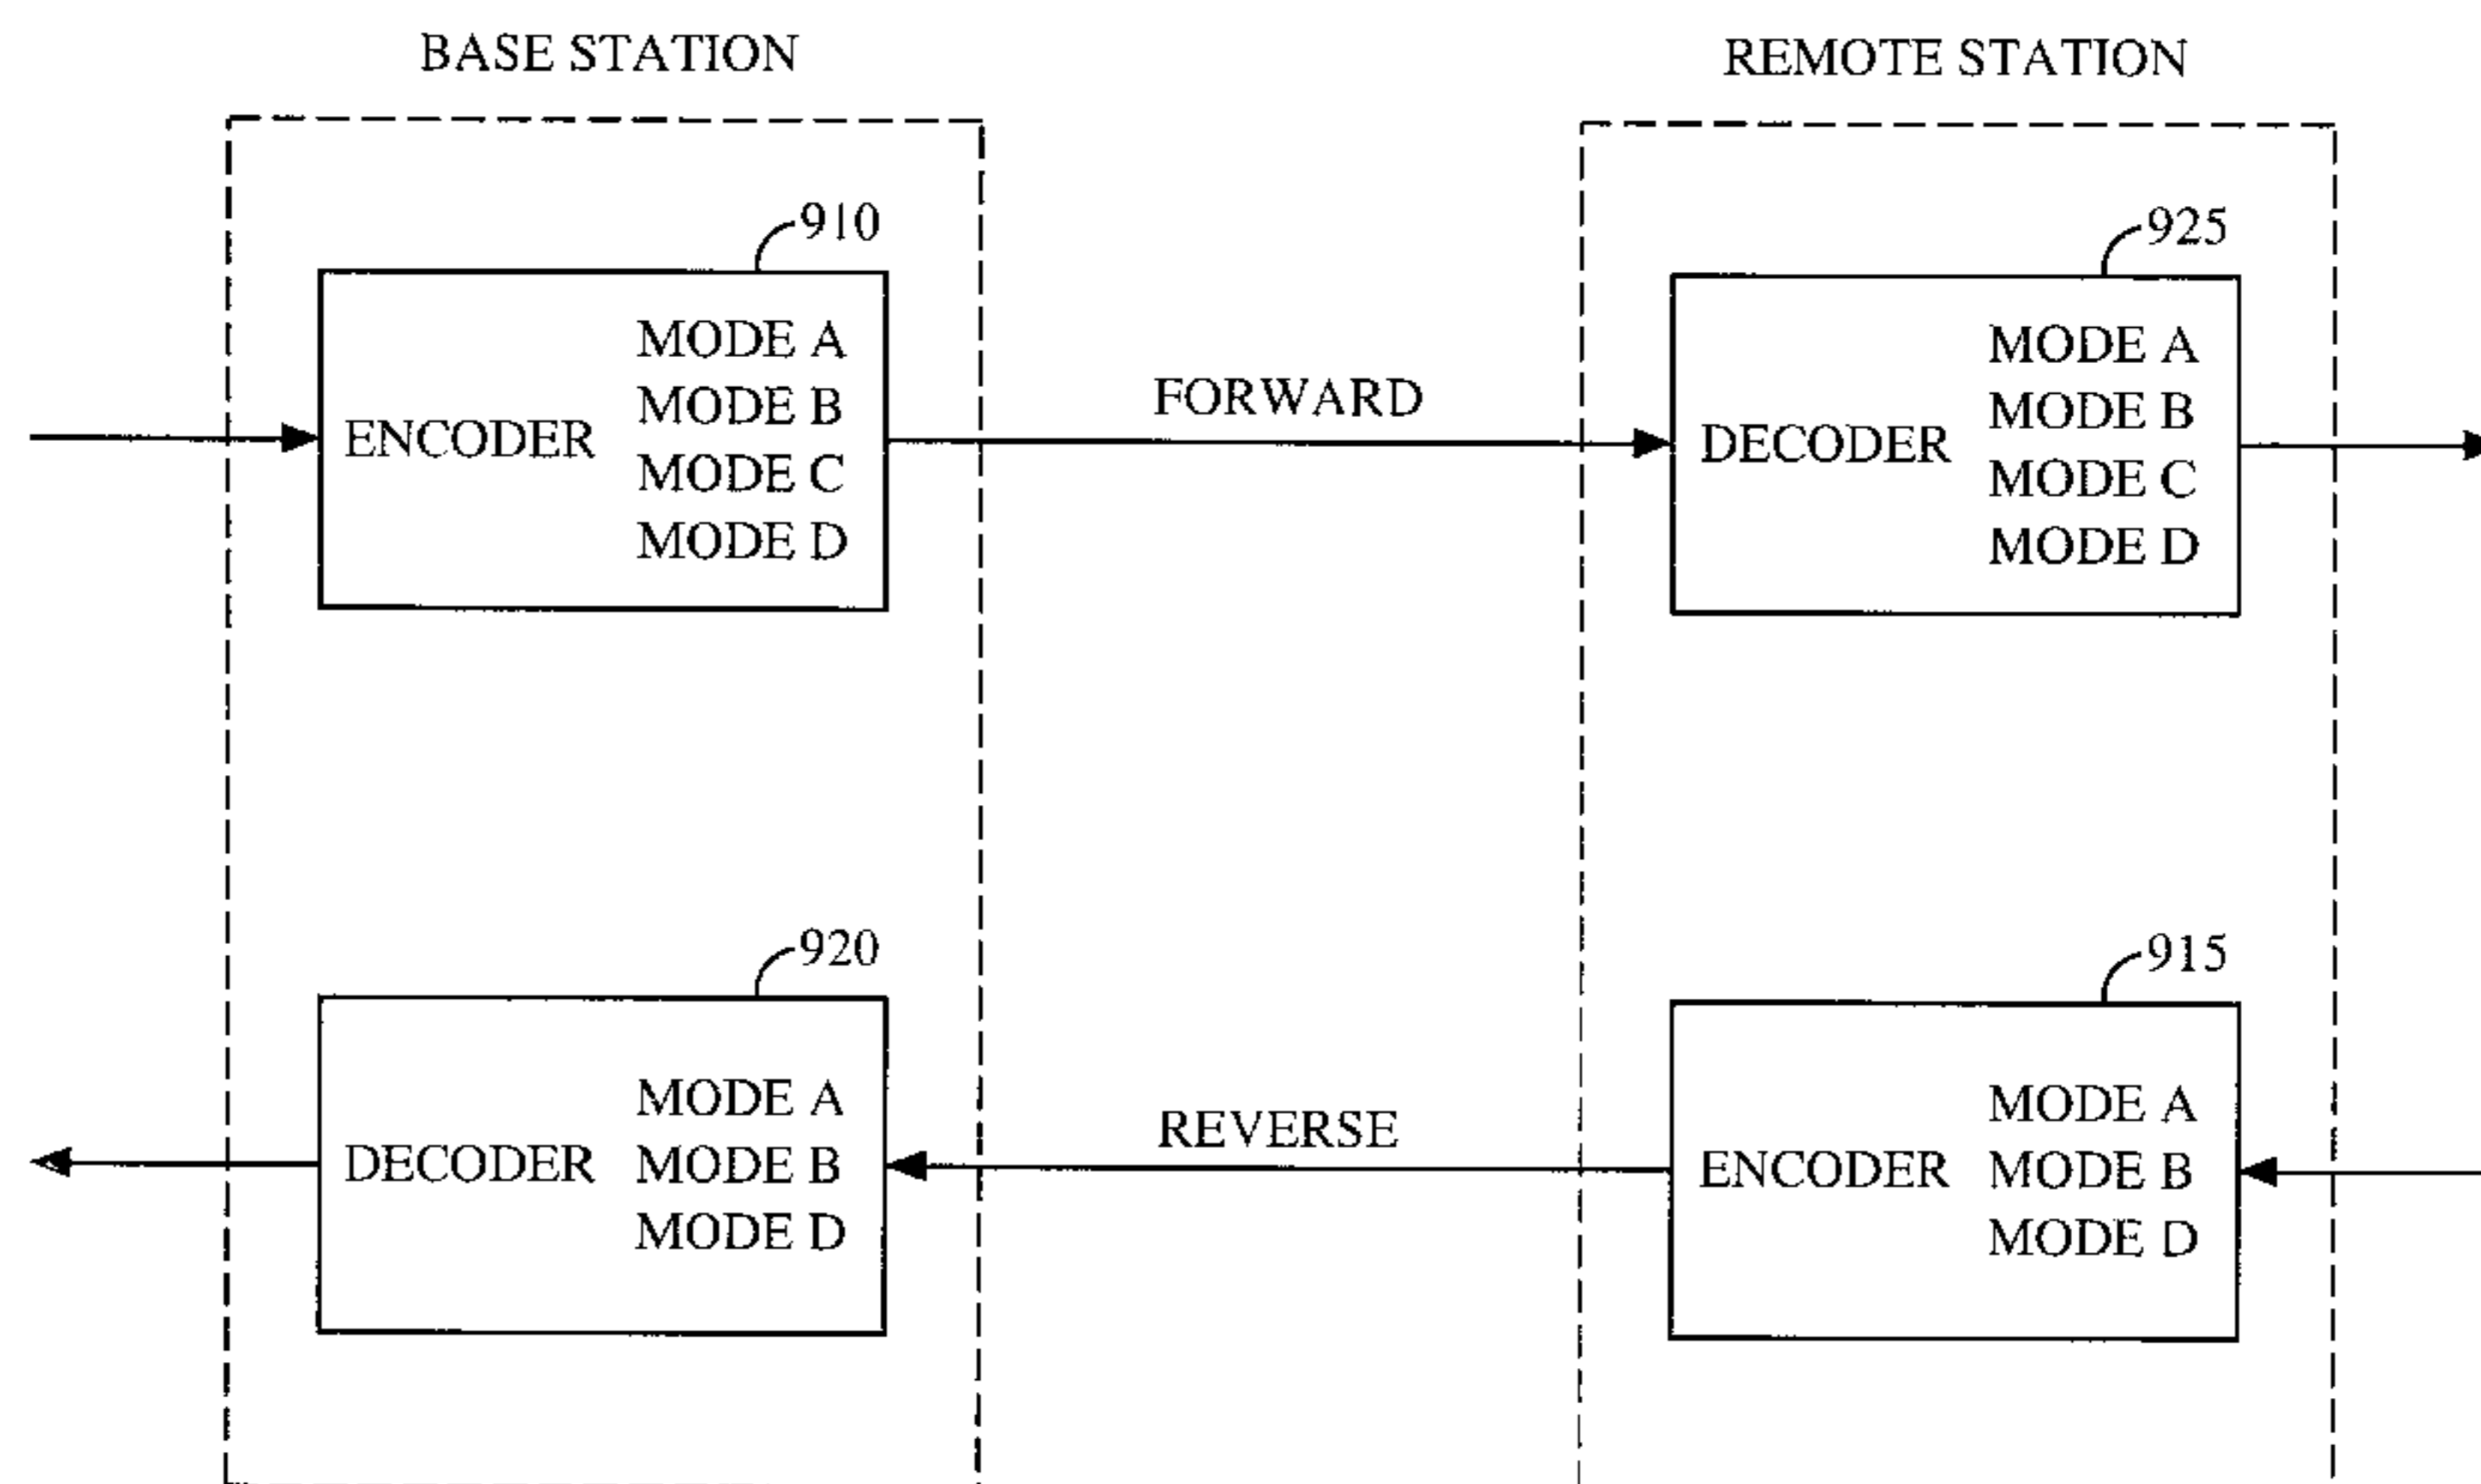 BASE STATION
REMOTE STATION
910
ENCODER
MODE A
MODE B
MODE C
MODE D
FORWARD
925
DECODER
MODE A
MODE B
MODE C
MODE D
920
DECODER
MODE A
MODE B
MODE D
REVERSE
915
ENCODER
MODE A
MODE B
MODE D